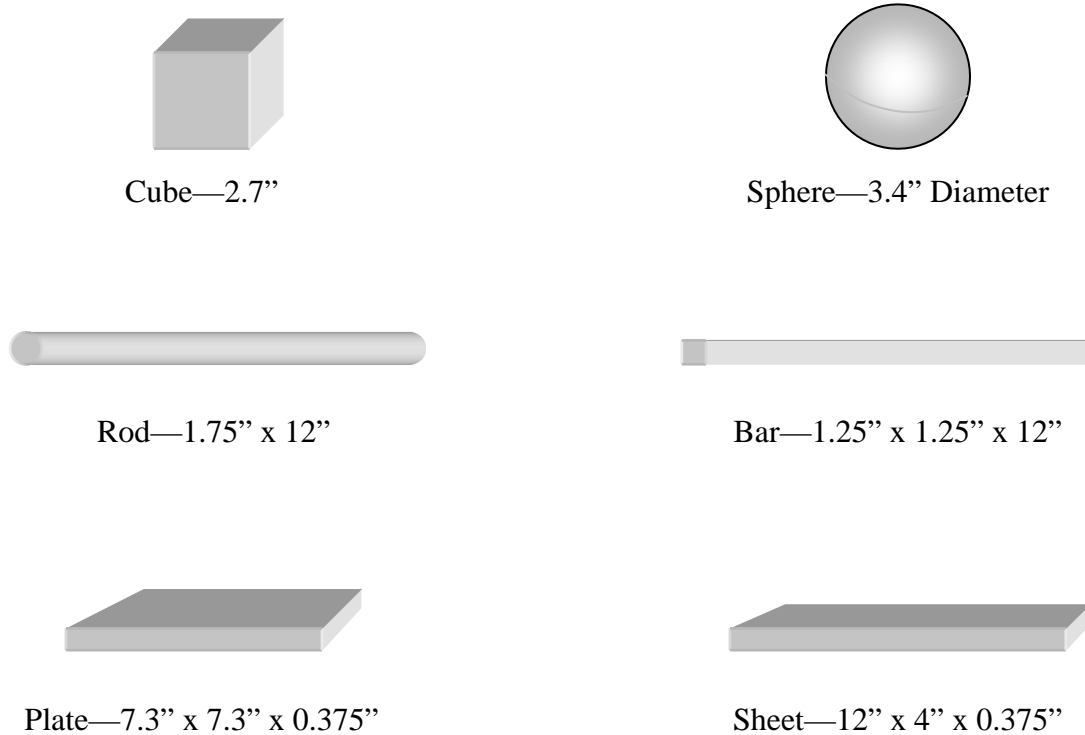 Cube—2.7”
Sphere—3.4” Diameter
Rod—1.75” x 12”
Bar—1.25” x 1.25” x 12”
Plate—7.3” x 7.3” x 0.375”
Sheet—12” x 4” x 0.375”